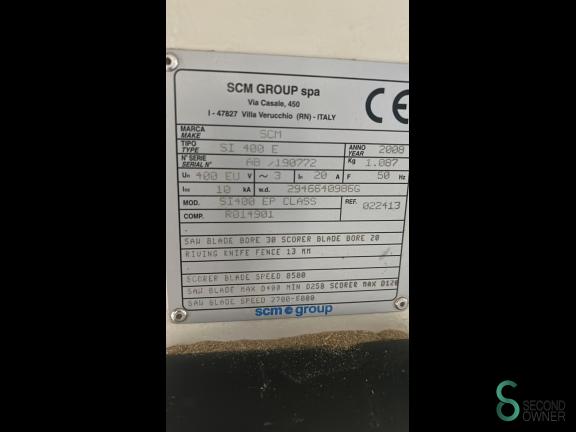 SCM GROUP spa
Via Casale, 450
I - 47827 Villa Verucchio (RN) - ITALY
CE
MARCA
MAKE SCM
TIPO
TYPE SI 400 E ANNO
YEAR 2008
N° SERIE
SERIAL N° AB /190772 Kg 1.087
Un 400 EU V ~ 3 In 20 A F 50 Hz
Icc 10 kA w.d. 2946640986G
MOD. SI400 EP CLASS REF. 022413
COMP. R014901
.
SAW BLADE BORE 30 SCORER BLADE BORE 20
RIVING KNIFE FENCE 13 MM
.
SCORER BLADE SPEED 8500
SAW BLADE MAX D400 MIN D250 SCORER MAX D120
SAW BLADE SPEED 2700-6000
scm group
SECOND
OWNER